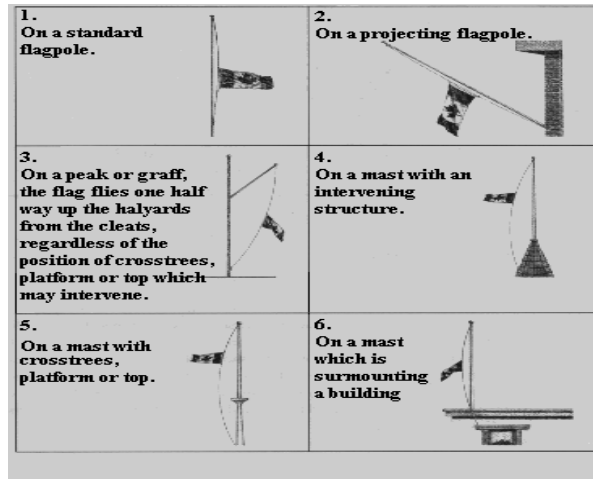 1.
On a standard
flagpole.
2.
On a projecting flagpole.
3.
On a peak or graff,
the flag flies one half
way up the halyards
from the cleats,
regardless of the
position of crosstrees,
platform or top which
may intervene.
4.
On a mast with an
intervening
structure.
5.
On a mast with
crosstrees,
platform or top.
6.
On a mast
which is
surmounting
a building